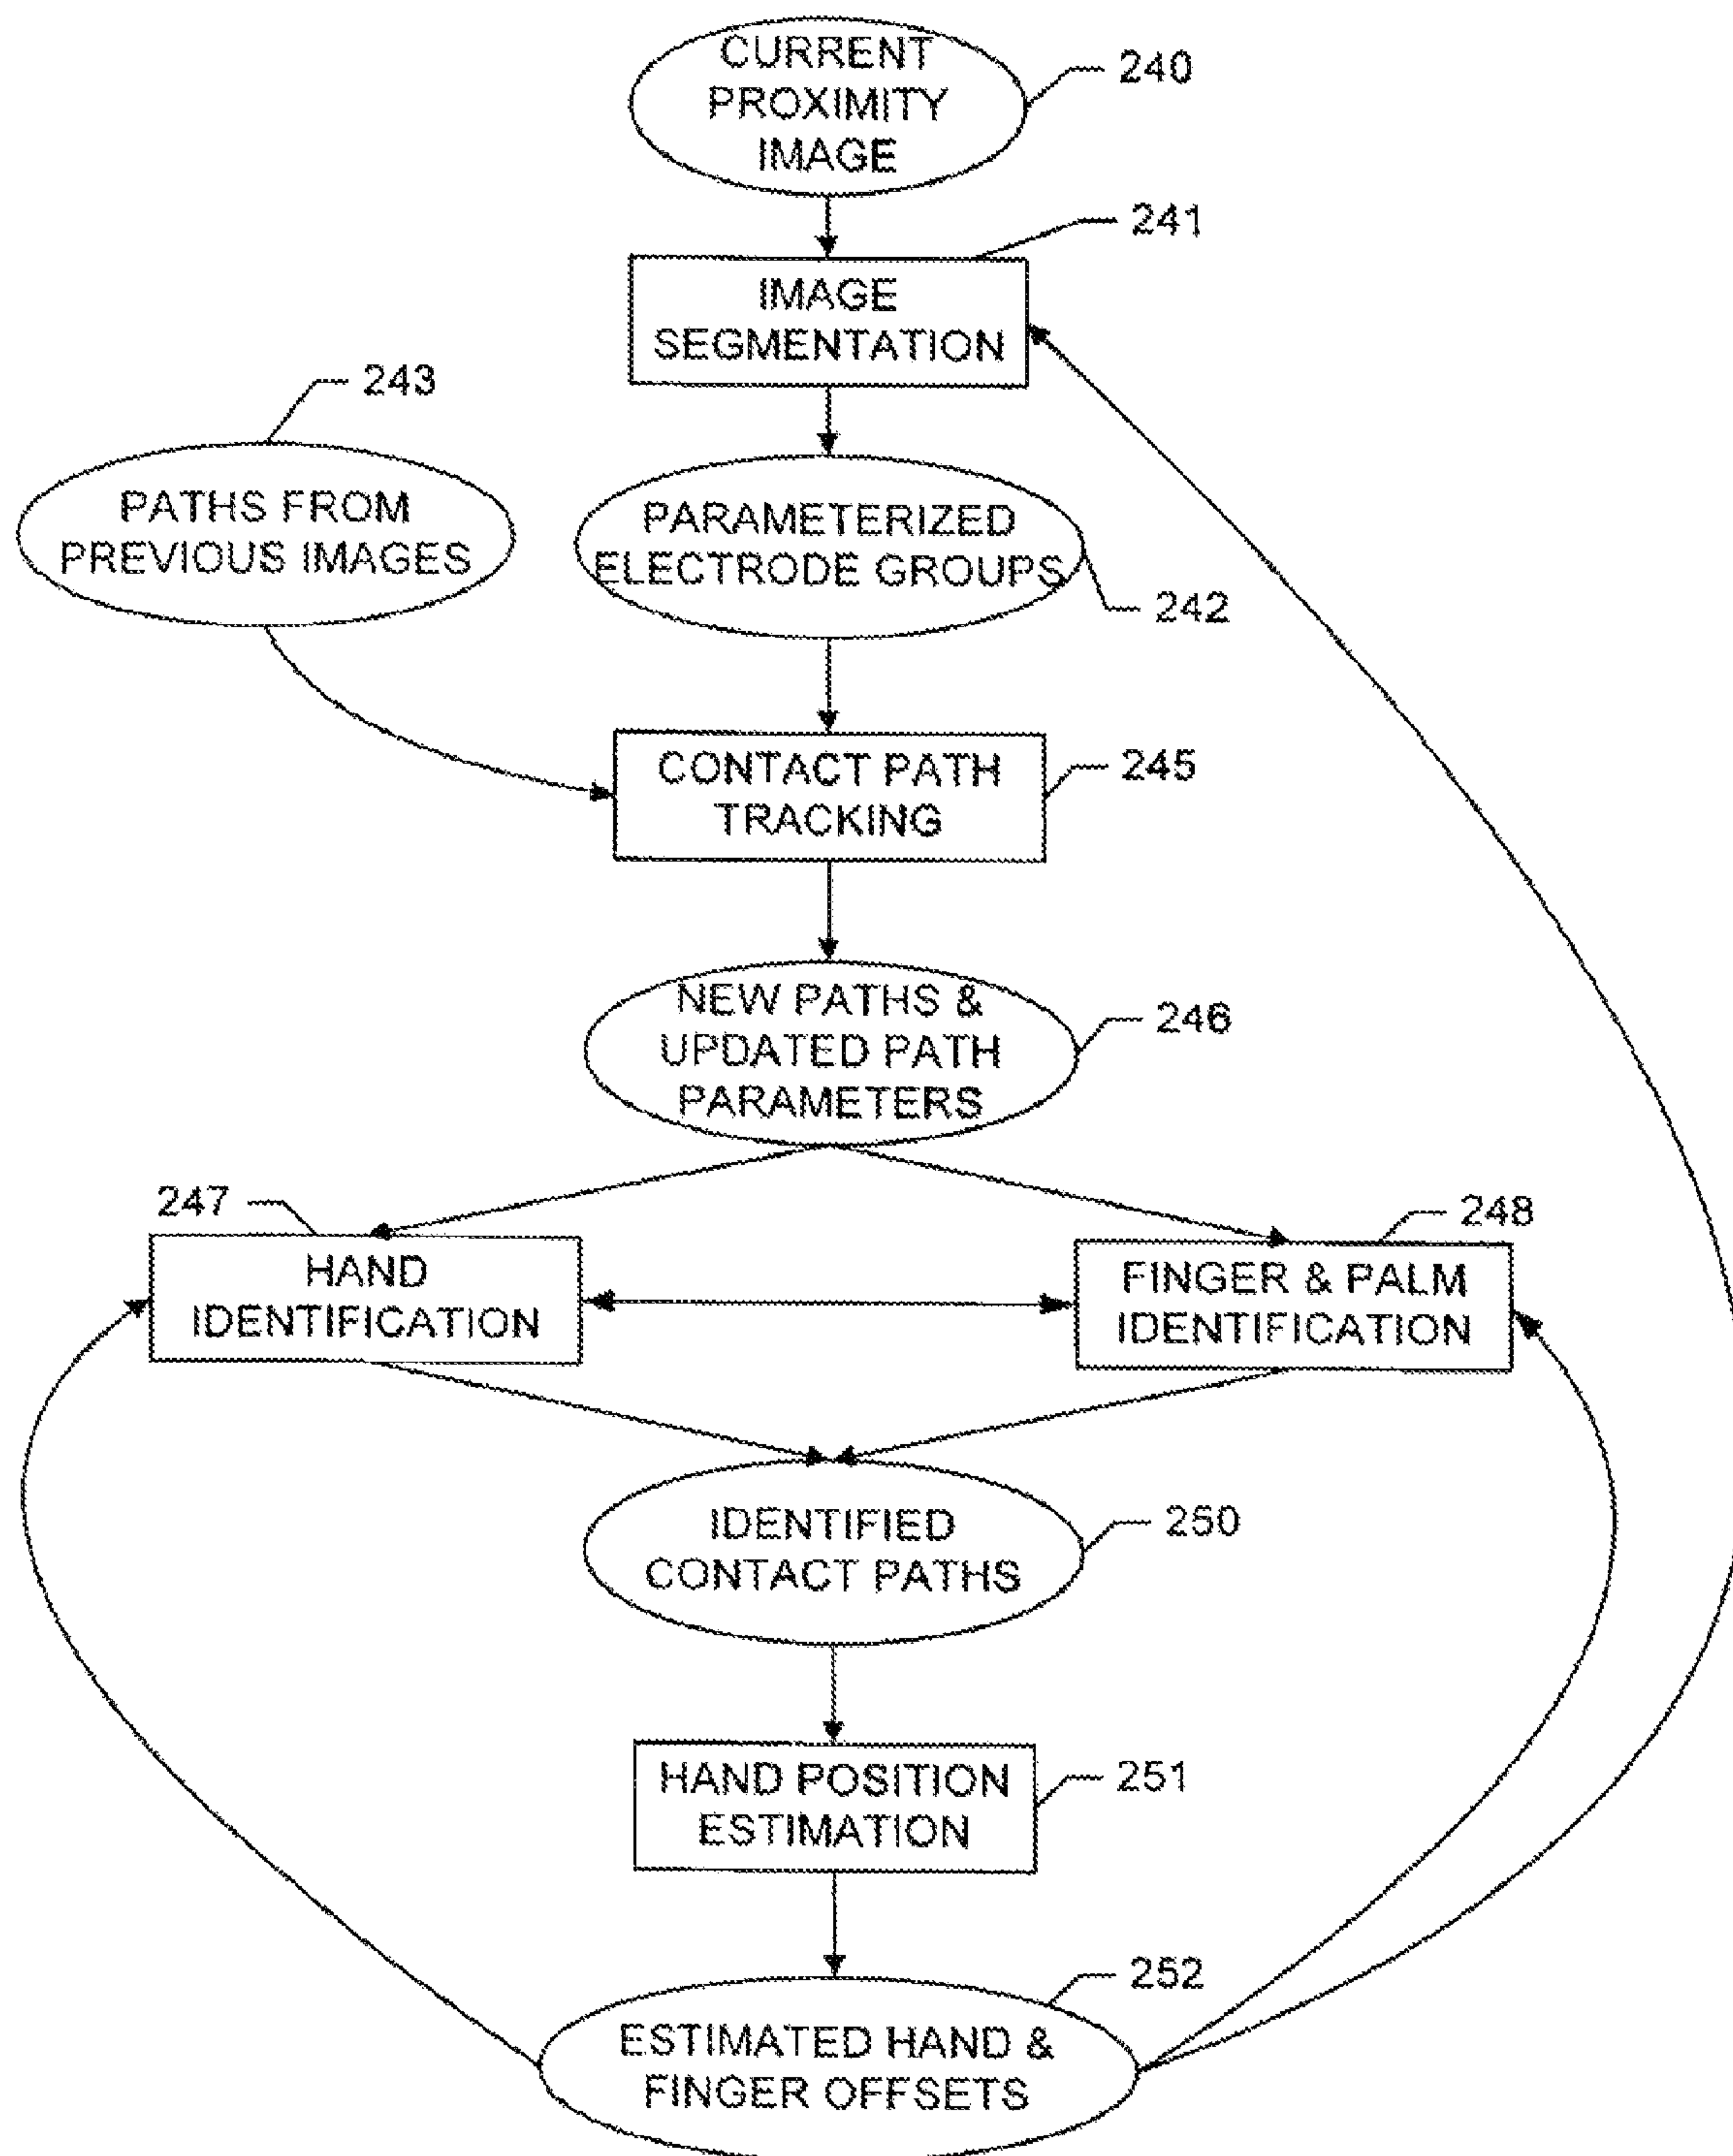 CURRENT
PROXIMITY
IMAGE
240
241
IMAGE
SEGMENTATION
243
PATHS FROM
PREVIOUS IMAGES
PARAMETERIZED
ELECTRODE GROUPS
242
CONTACT PATH
TRACKING
245
NEW PATHS &
UPDATED PATH
PARAMETERS
246
247
HAND
IDENTIFICATION
248
FINGER & PALM
IDENTIFICATION
IDENTIFIED
CONTACT PATHS
250
HAND POSITION
ESTIMATION
251
252
ESTIMATED HAND &
FINGER OFFSETS